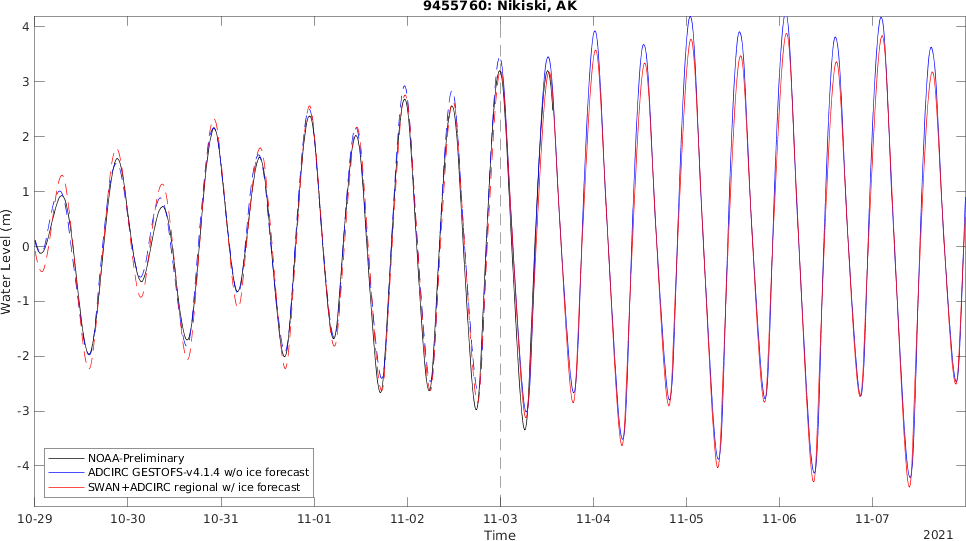 9455760: Nikiski, AK
4
3
2
1
0
-1
-2
-3
-4
Water Level (m)
NOAA-Preliminary
ADCIRC GESTOFS-v4.1.4 w/o ice forecast
SWAN+ADCIRC regional w/ ice forecast
10-29 10-30 10-31 11-01 11-02 11-03 11-04 11-05 11-06 11-07
Time
2021